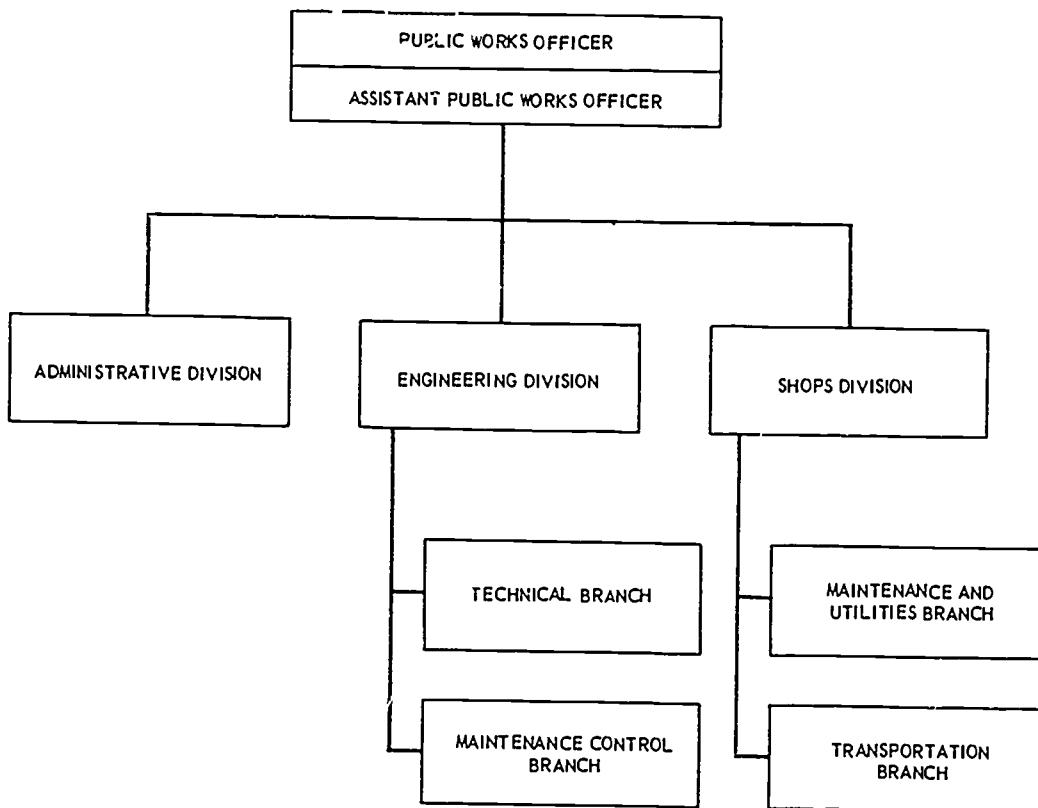 PUBLIC WORKS OFFICER
ASSISTANT PUBLIC WORKS OFFICER
ADMINISTRATIVE DIVISION
ENGINEERING DIVISION
SHOPS DIVISION
TECHNICAL BRANCH
MAINTENANCE AND
UTILITIES BRANCH
MAINTENANCE CONTROL
BRANCH
TRANSPORTATION
BRANCH